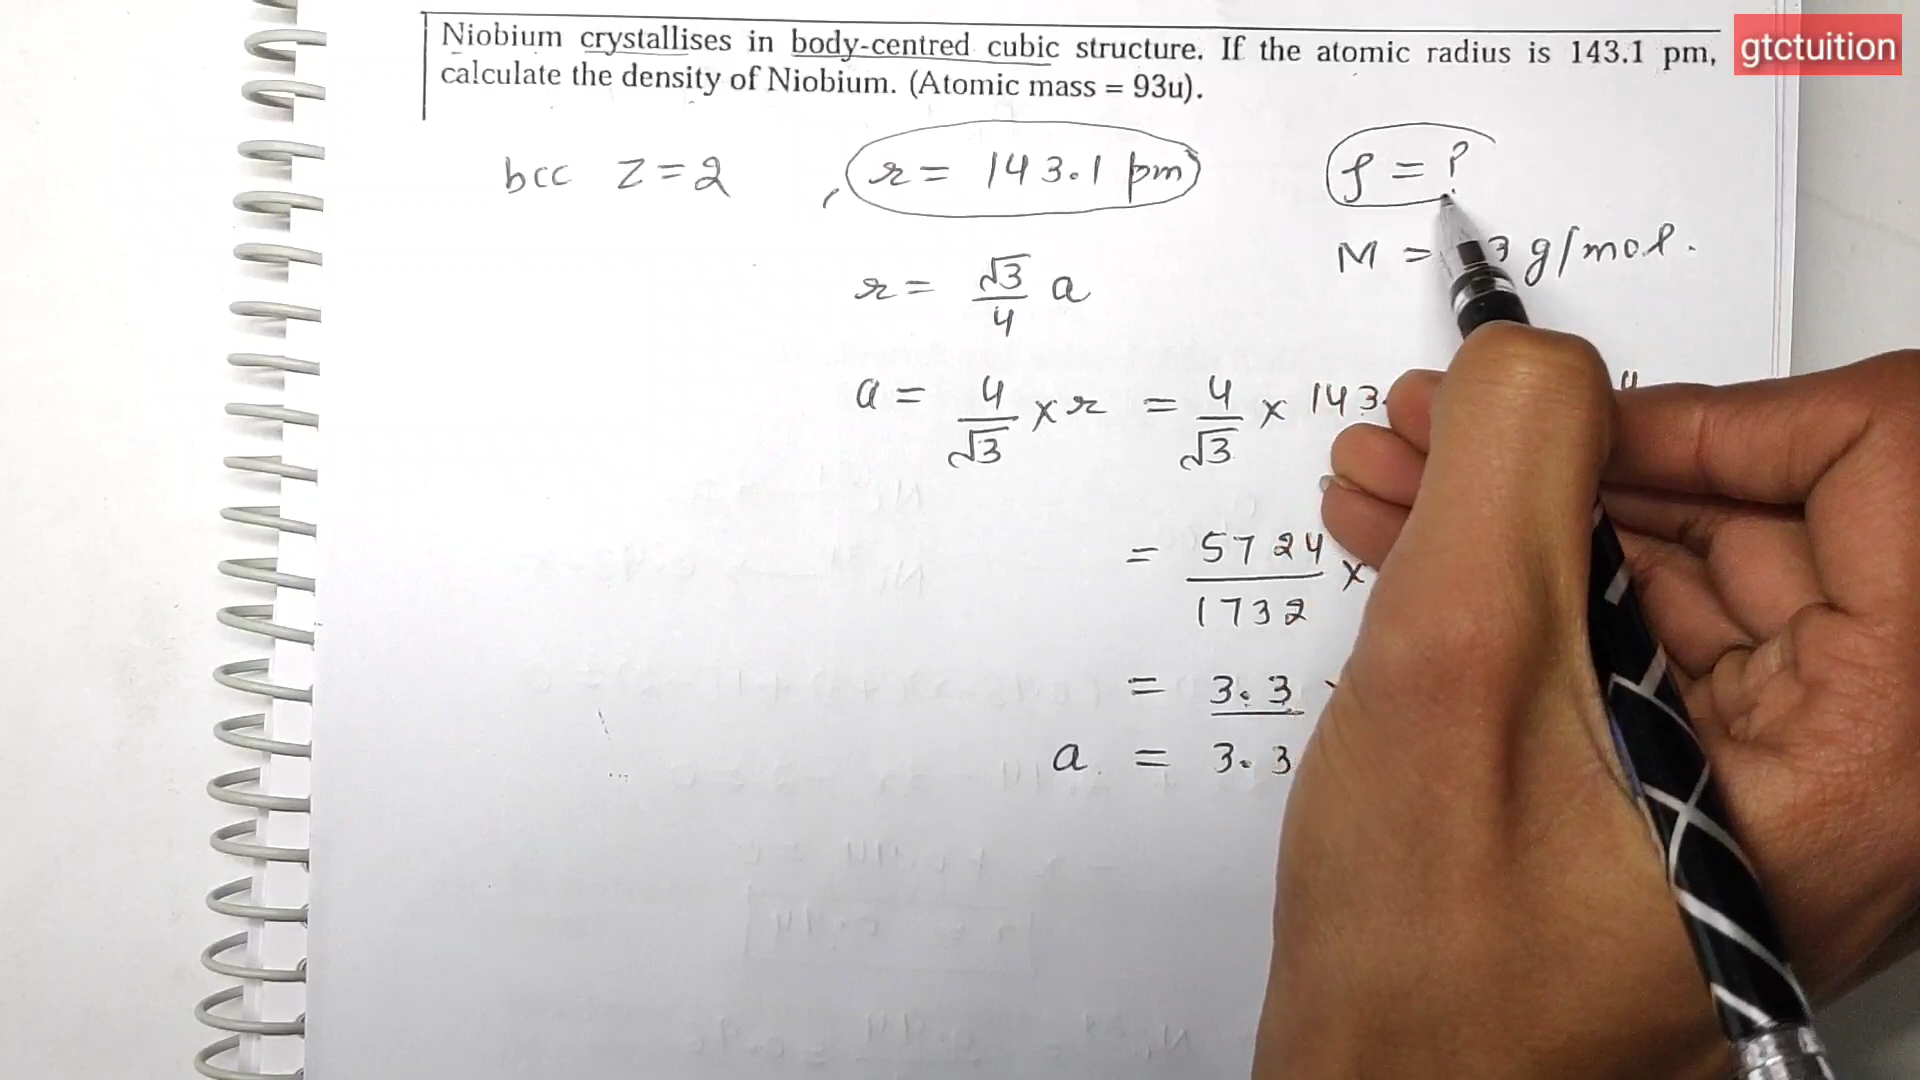 Niobium crystallises in body-centred cubic structure. If the atomic radius is 143.1 pm,
calculate the density of Niobium. (Atomic mass = 93u).
gtctuition
bcc Z = 2 , r = 143.1 pm ρ = ?
M = 3 g/mol.
r = √3/4 a
a = 4/√3 × r = 4/√3 × 143.
= 5724/1732 ×
= 3.3
a = 3.3